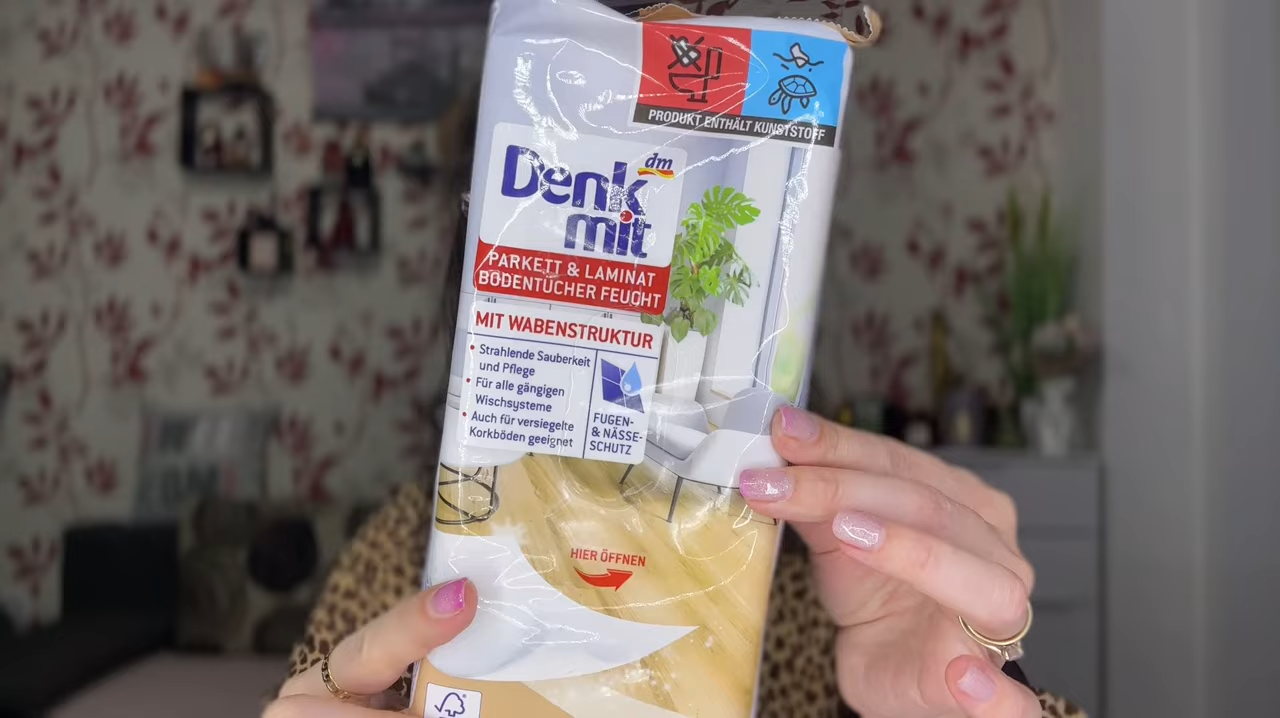 PRODUKT ENTHÄLT KUNSTSTOFF
dm
Denk
mit
PARKETT & LAMINAT
BODENTÜCHER FEUCHT
MIT WABENSTRUKTUR
• Strahlende Sauberkeit
und Pflege
• Für alle gängigen
Wischsysteme
• Auch für versiegelte
Korkböden geeignet
FUGEN-
& NÄSSE-
SCHUTZ
HIER ÖFFNEN